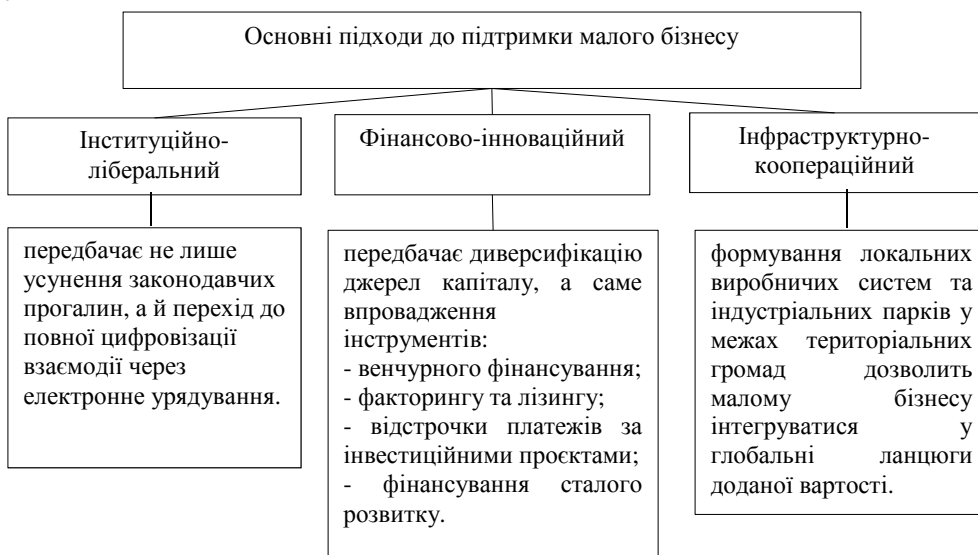 Основні підходи до підтримки малого бізнесу
Інституційно-
ліберальний
передбачає не лише
усунення законодавчих
прогалин, а й перехід до
повної цифровізації
взаємодії через
електронне урядування.
Фінансово-інноваційний
передбачає диверсифікацію
джерел капіталу, а саме
впровадження
інструментів:
- венчурного фінансування;
- факторингу та лізингу;
- відстрочки платежів за
інвестиційними проєктами;
- фінансування сталого
розвитку.
Інфраструктурно-
коопераційний
формування локальних
виробничих систем та
індустріальних парків у
межах територіальних
громад дозволить
малому бізнесу
інтегруватися у
глобальні ланцюги
доданої вартості.